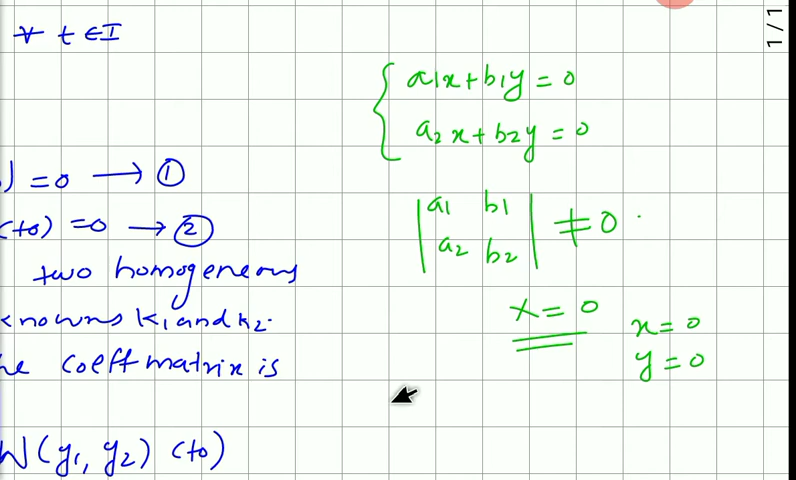 ∀ t ∈ I
) = 0 → ①
(t0) = 0 → ②
two homogeneous
knowns k1 and k2.
he coeff matrix is
W(y1, y2) (t0)
a1x + b1y = 0
a2x + b2y = 0
| a1 b1 |
| a2 b2 | ≠ 0
X = 0
x = 0
y = 0
1/1